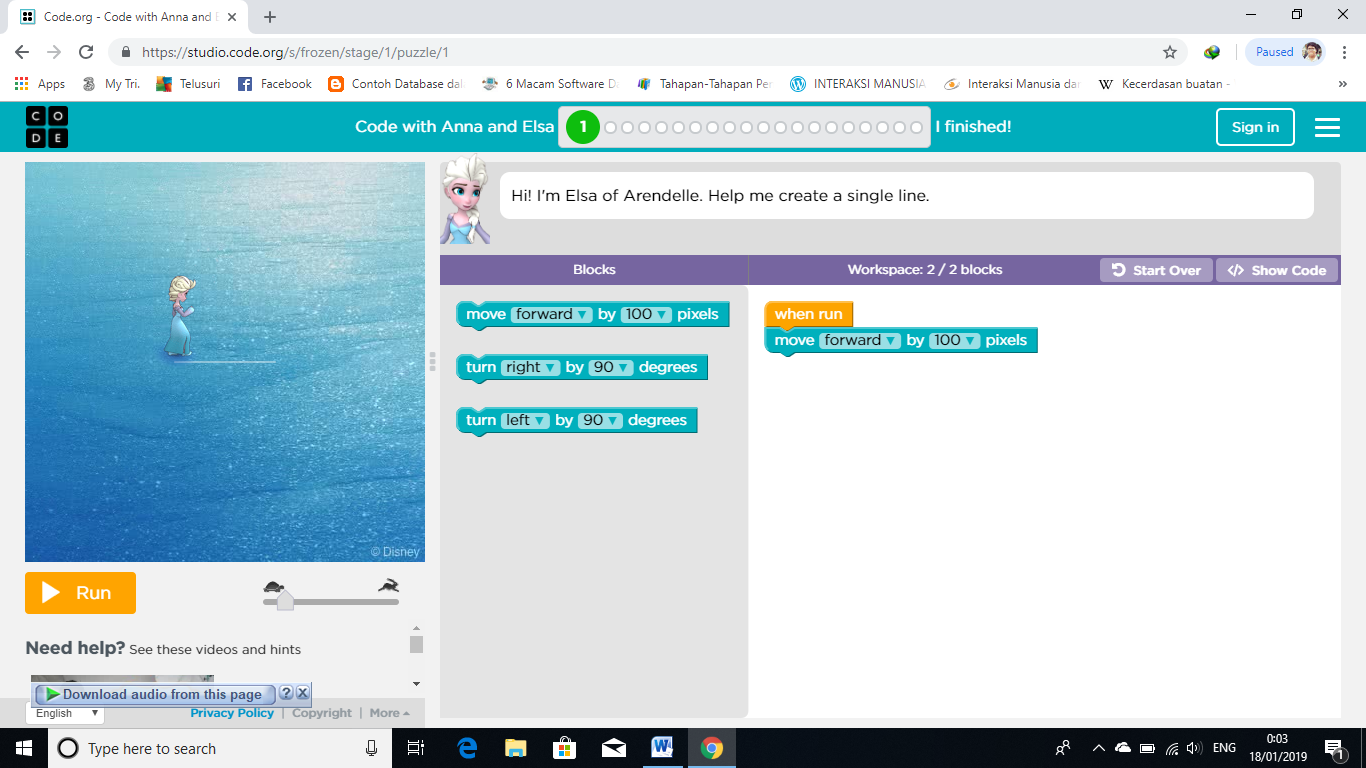 Code.org - Code with Anna and E
https://studio.code.org/s/frozen/stage/1/puzzle/1
Paused
Apps
My Tri.
Telusuri
Facebook
Contoh Database dal
6 Macam Software Da
Tahapan-Tahapan Per
INTERAKSI MANUSIA
Interaksi Manusia dan
Kecerdasan buatan -
»
C O D E
Code with Anna and Elsa
1
I finished!
Sign in
Hi! I'm Elsa of Arendelle. Help me create a single line.
Blocks
Workspace: 2 / 2 blocks
Start Over
</> Show Code
move forward by 100 pixels
turn right by 90 degrees
turn left by 90 degrees
when run
move forward by 100 pixels
© Disney
Run
Need help? See these videos and hints
Download audio from this page
? X
English
Privacy Policy | Copyright | More
Type here to search
ENG
0:03
18/01/2019
1